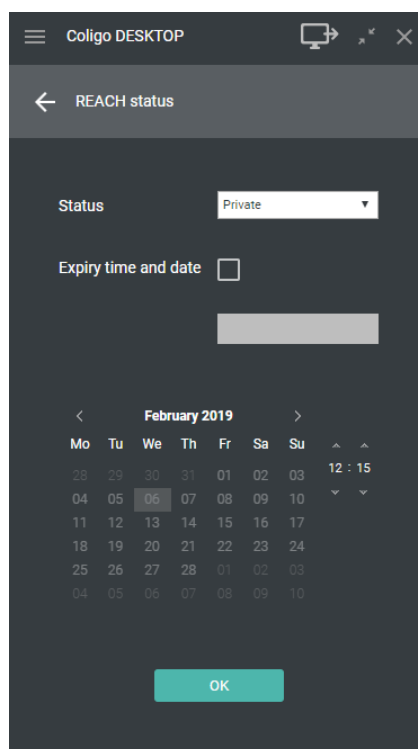 Coligo DESKTOP
REACH status
Status
Private
Expiry time and date
February 2019
Mo Tu We Th Fr Sa Su
28 29 30 31 01 02 03
12 : 15
04 05 06 07 08 09 10
11 12 13 14 15 16 17
18 19 20 21 22 23 24
25 26 27 28 01 02 03
04 05 06 07 08 09 10
OK